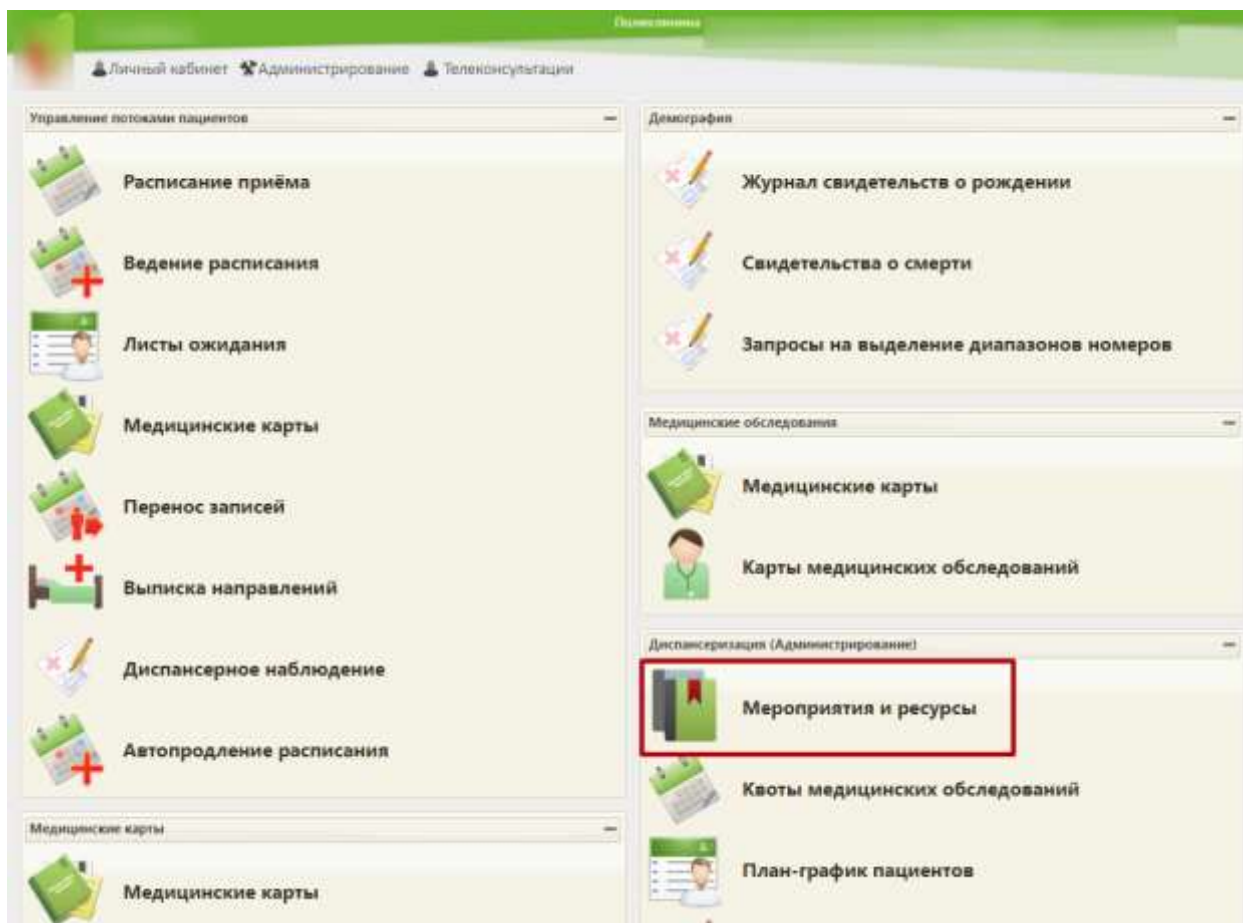 Поликлиника
Личный кабинет Администрирование Телеконсультации
Управление потоками пациентов
Расписание приёма
Ведение расписания
Листы ожидания
Медицинские карты
Перенос записей
Выписка направлений
Диспансерное наблюдение
Автопродление расписания
Медицинские карты
Медицинские карты
Демография
Журнал свидетельств о рождении
Свидетельства о смерти
Запросы на выделение диапазонов номеров
Медицинские обследования
Медицинские карты
Карты медицинских обследований
Диспансеризация (Администрирование)
Мероприятия и ресурсы
Квоты медицинских обследований
План-график пациентов